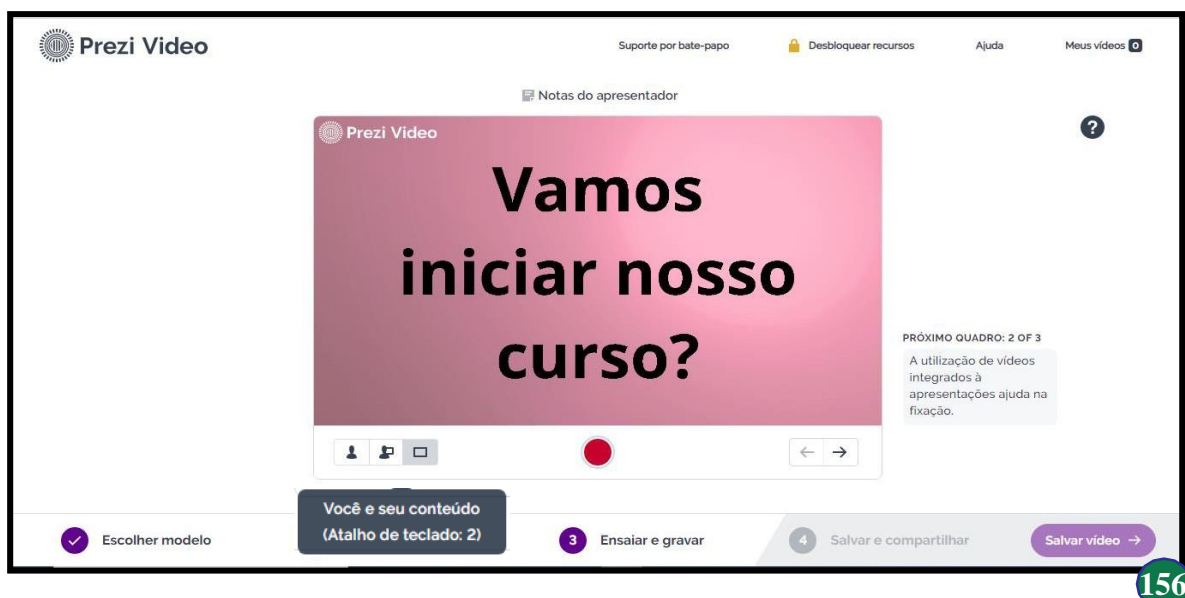 Prezi Video
Suporte por bate-papo
Desbloquear recursos
Ajuda
Meus vídeos 0
Notas do apresentador
Prezi Video
?
Vamos
iniciar nosso
curso?
PRÓXIMO QUADRO: 2 OF 3
A utilização de vídeos
integrados à
apresentações ajuda na
fixação.
Você e seu conteúdo
(Atalho de teclado: 2)
Escolher modelo
3 Ensaiar e gravar
4 Salvar e compartilhar
Salvar vídeo →
156